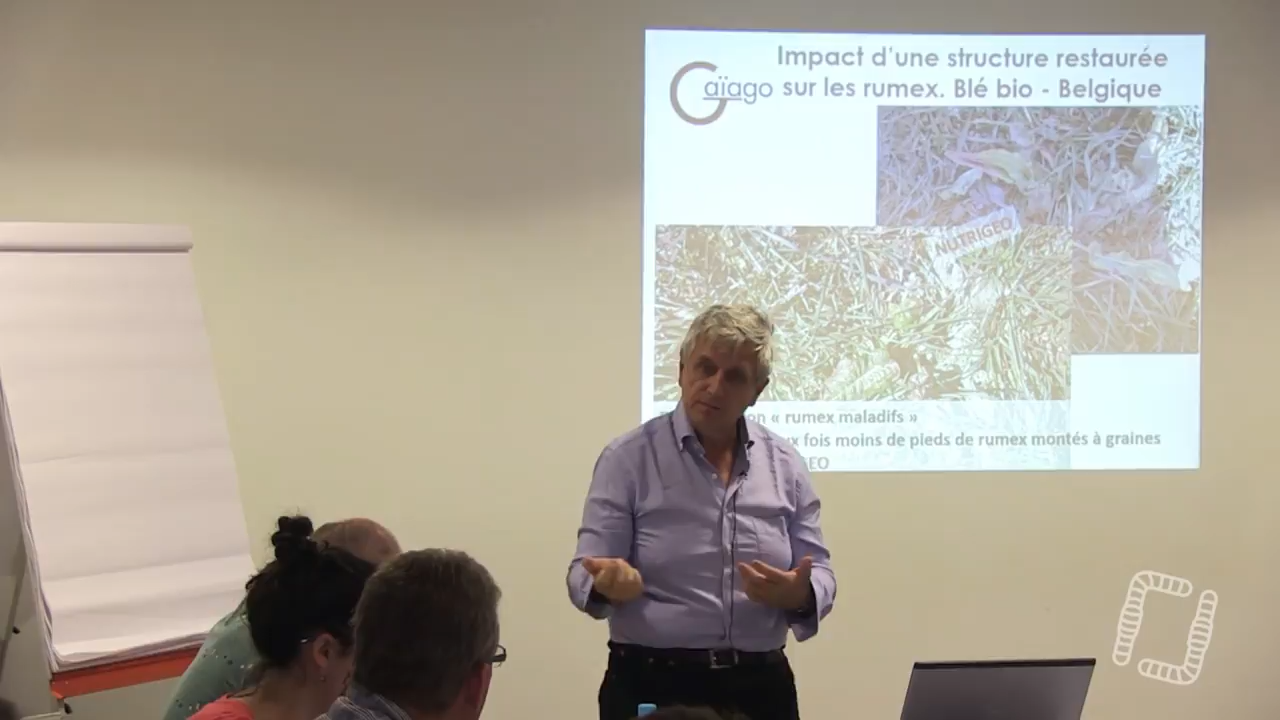 Impact d'une structure restaurée
Gaïago sur les rumex. Blé bio - Belgique
NUTRIGEO
« rumex maladifs »
fois moins de pieds de rumex montés à graines